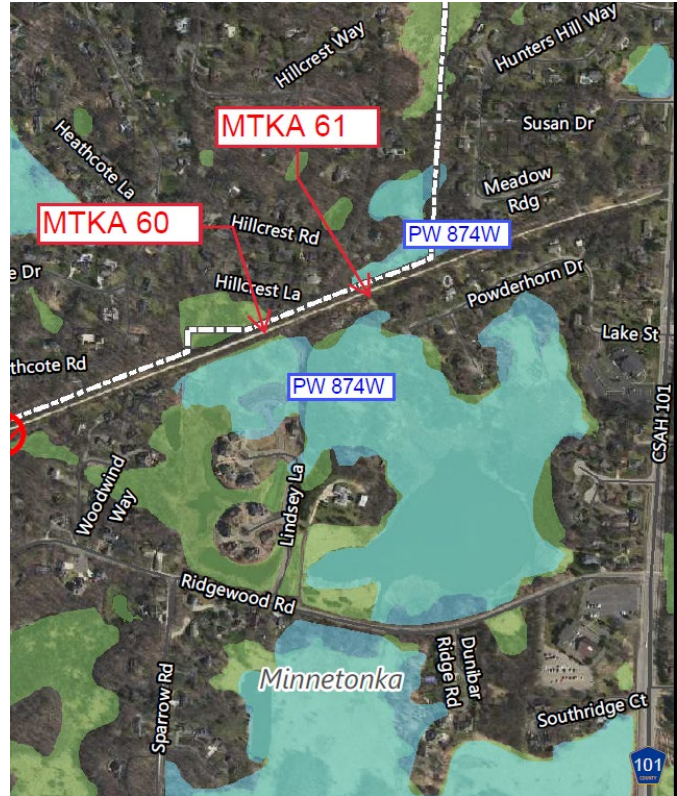 Hillcrest Way
Hunters Hill Way
MTKA 61
Susan Dr
Heathcote La
Meadow
Rdg
MTKA 60
Hillcrest Rd
PW 874W
e Dr
Hillcrest La
Powderhorn Dr
Lake St
thcote Rd
PW 874W
CSAH 101
Woodwind
Way
Lindsey La
Ridgewood Rd
Minnetonka
Dunibar
Ridge Rd
Sparrow Rd
Southridge Ct
101
COUNTY